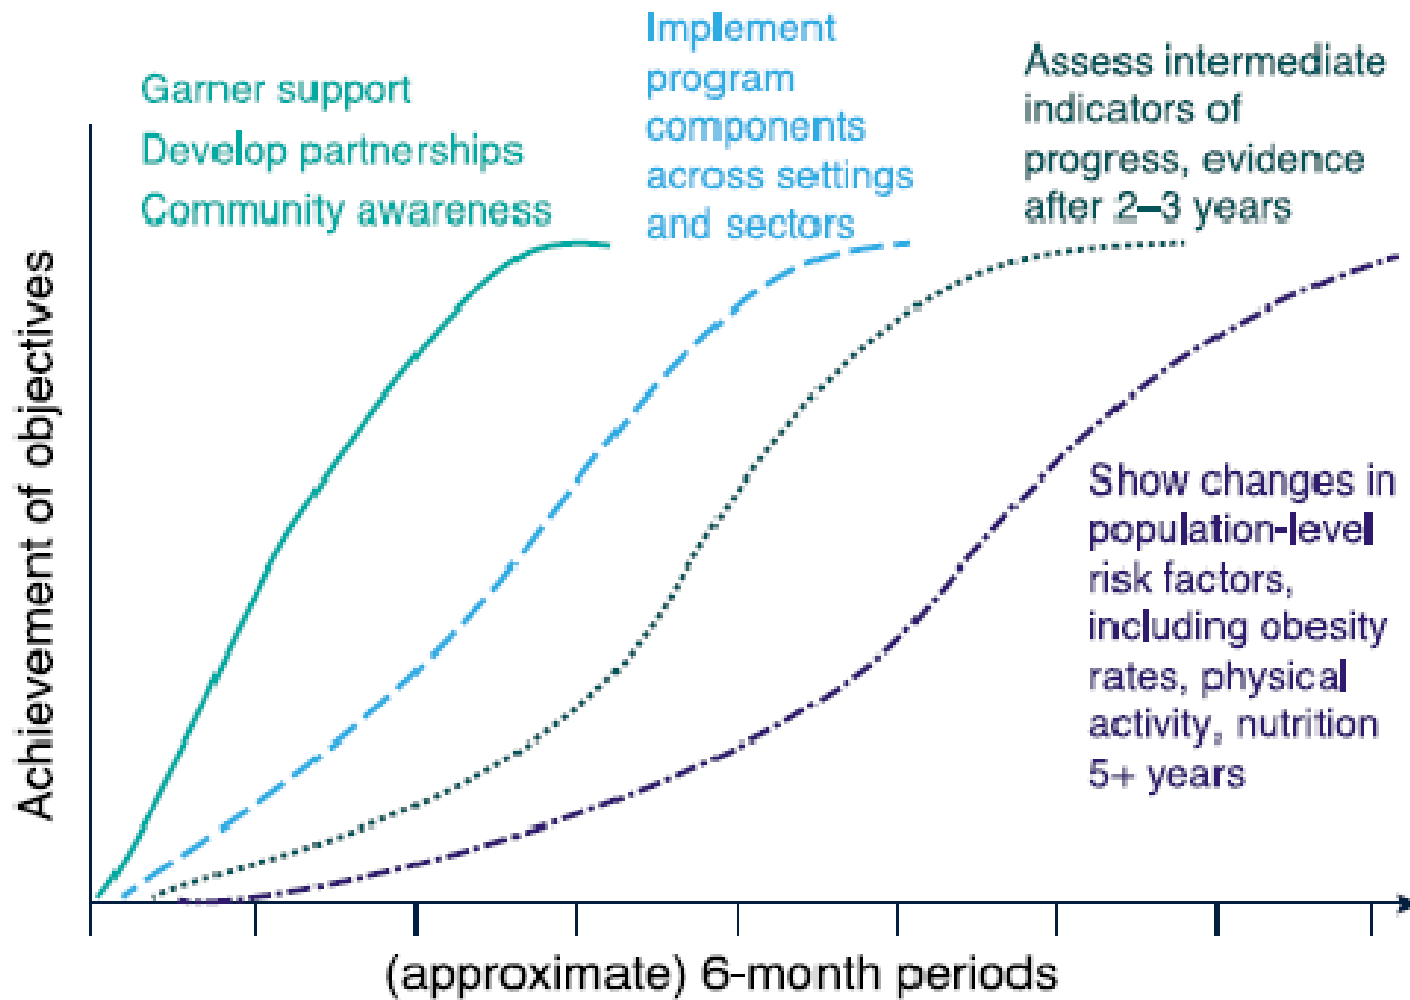 Garner support
Develop partnerships
Community awareness
Implement
program
components
across settings
and sectors
Assess intermediate
indicators of
progress, evidence
after 2–3 years
Show changes in
population-level
risk factors,
including obesity
rates, physical
activity, nutrition
5+ years
Achievement of objectives
(approximate) 6-month periods